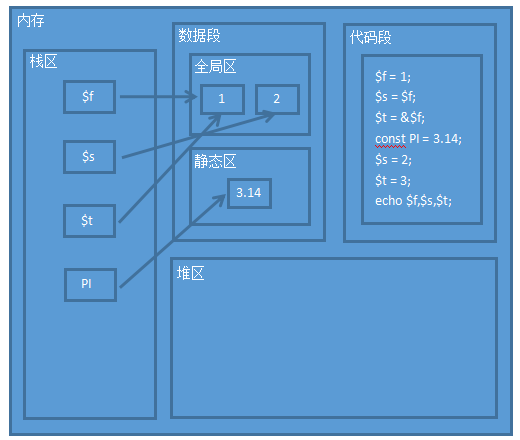 内存
栈区
$f
$s
$t
PI
数据段
全局区
1
2
静态区
3.14
代码段
$f = 1;
$s = $f;
$t = &$f;
const PI = 3.14;
$s = 2;
$t = 3;
echo $f,$s,$t;
堆区